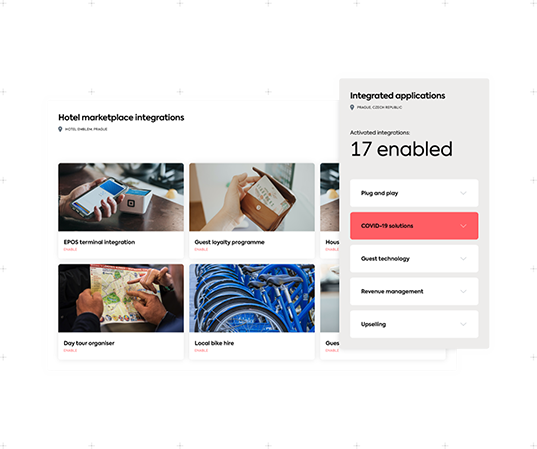 Hotel marketplace integrations
HOTEL EMBLEM, PRAGUE
EPOS terminal integration
ENABLE
Guest loyalty programme
ENABLE
Hous
Day tour organiser
ENABLE
Local bike hire
ENABLE
Guest
Integrated applications
PRAGUE, CZECH REPUBLIC
Activated integrations:
17 enabled
Plug and play
COVID-19 solutions
Guest technology
Revenue management
Upselling